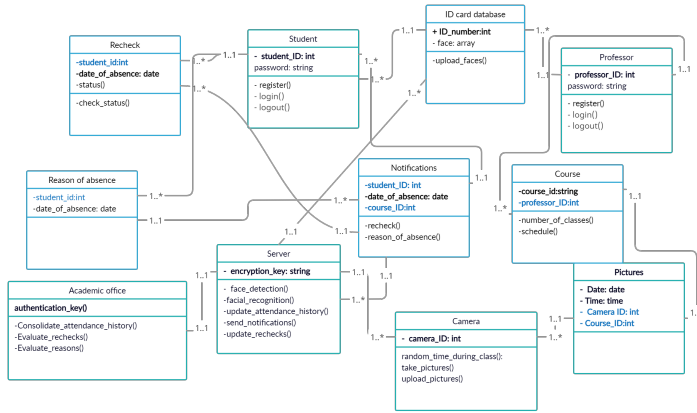 ID card database
+ ID_number:int
- face: array
-upload_faces()
Student
- student_ID: int
password: string
- register()
- login()
- logout()
Recheck
-student_id:int
-date_of_absence: date
-status()
-check_status()
Professor
- professor_ID: int
password: string
- register()
- login()
- logout()
Reason of absence
-student_id:int
-date_of_absence: date
Notifications
-student_ID: int
-date_of_absence: date
-course_ID:int
-recheck()
-reason_of_absence()
Course
-course_id:string
-professor_ID:int
-number_of_classes()
-schedule()
Server
- encryption_key: string
- face_detection()
-facial_recognition()
-update_attendance_history()
-send_notifications()
-update_rechecks()
Academic office
authentication_key()
-Consolidate_attendance_history()
-Evaluate_rechecks()
-Evaluate_reasons()
Pictures
- Date: date
- Time: time
- Camera ID: int
- Course_ID:int
Camera
- camera_ID: int
random_time_during_class():
take_pictures()
upload_pictures()
1..1
1..*
1..1
1..*
1..*
1..1
1..1
1..*
1..*
1..*
1..1
1..*
1..1
1..*
1..1
1..1
1..*
1..1
1..1
1..1
1..1
1..1
1..*
1..*
1..1
1..*